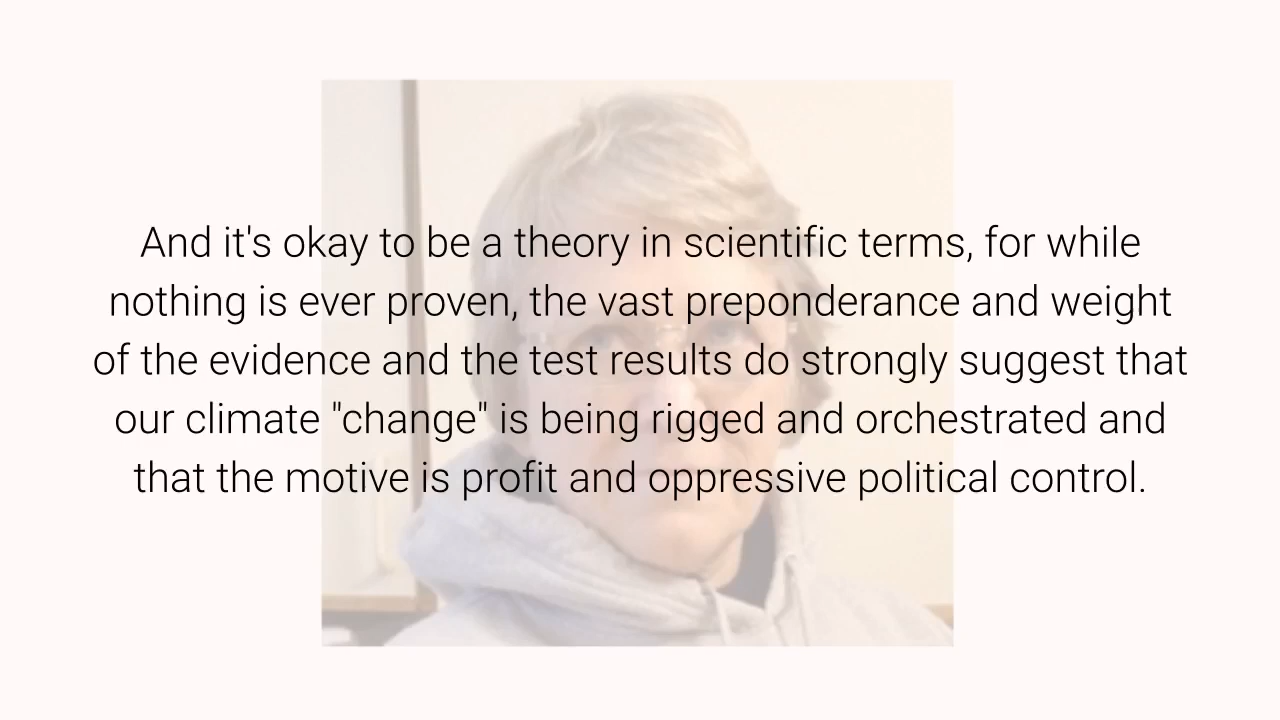 And it's okay to be a theory in scientific terms, for while
nothing is ever proven, the vast preponderance and weight
of the evidence and the test results do strongly suggest that
our climate "change" is being rigged and orchestrated and
that the motive is profit and oppressive political control.